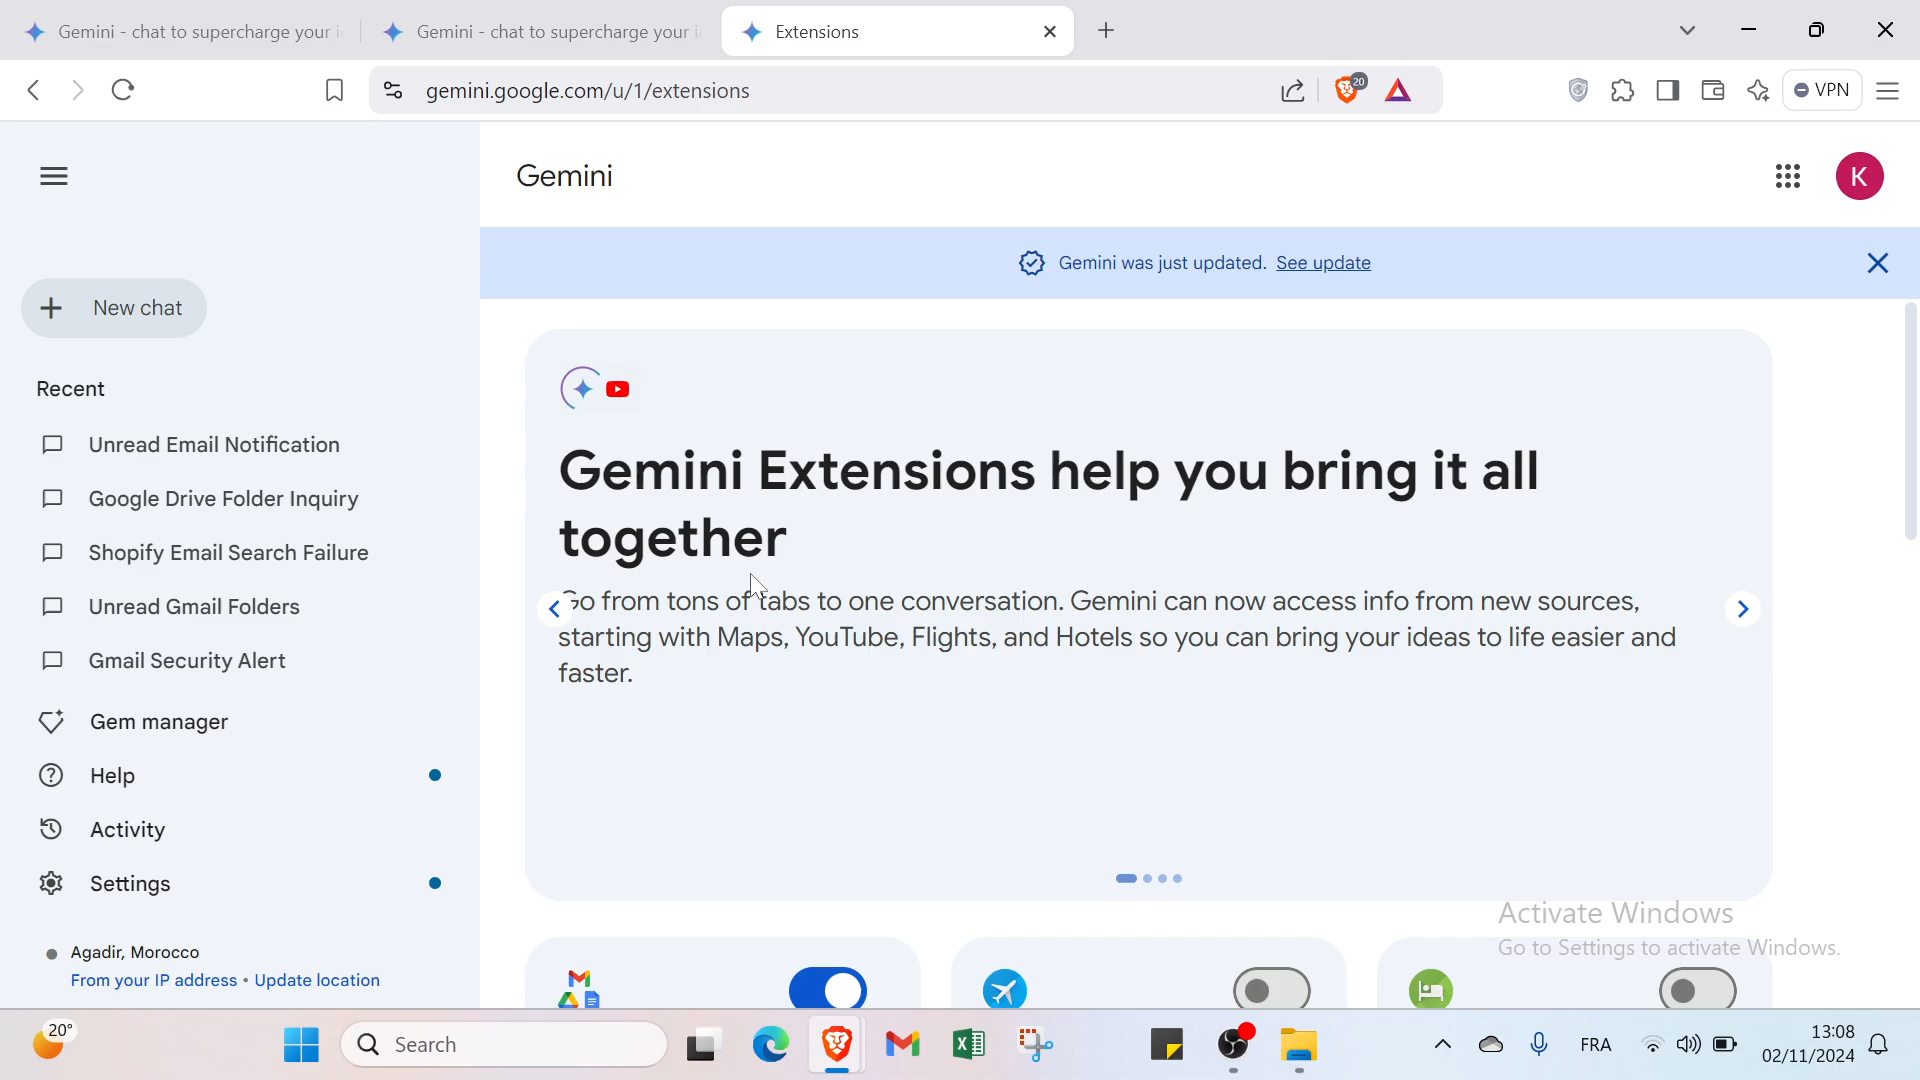 Gemini - chat to supercharge your i
Gemini - chat to supercharge your i
Extensions
gemini.google.com/u/1/extensions
20
VPN
Gemini
K
Gemini was just updated. See update
New chat
Recent
Unread Email Notification
Google Drive Folder Inquiry
Shopify Email Search Failure
Unread Gmail Folders
Gmail Security Alert
Gem manager
Help
Activity
Settings
Agadir, Morocco
From your IP address • Update location
Gemini Extensions help you bring it all
together
Go from tons of tabs to one conversation. Gemini can now access info from new sources,
starting with Maps, YouTube, Flights, and Hotels so you can bring your ideas to life easier and
faster.
Activate Windows
Go to Settings to activate Windows.
20°
Search
FRA
13:08
02/11/2024